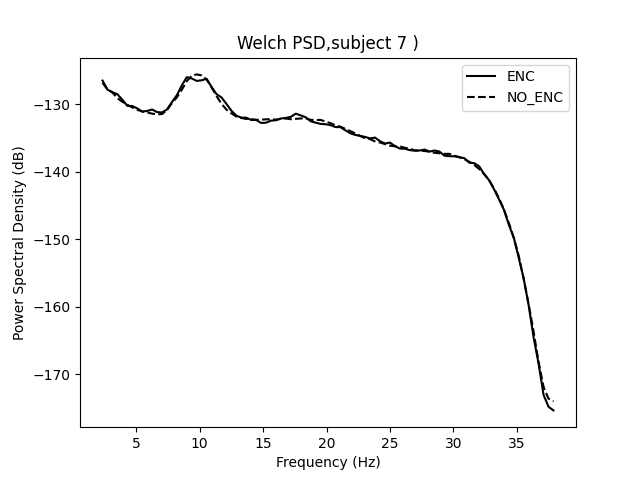 Welch PSD,subject 7 )
ENC
NO_ENC
Power Spectral Density (dB)
−130
−140
−150
−160
−170
5 10 15 20 25 30 35
Frequency (Hz)